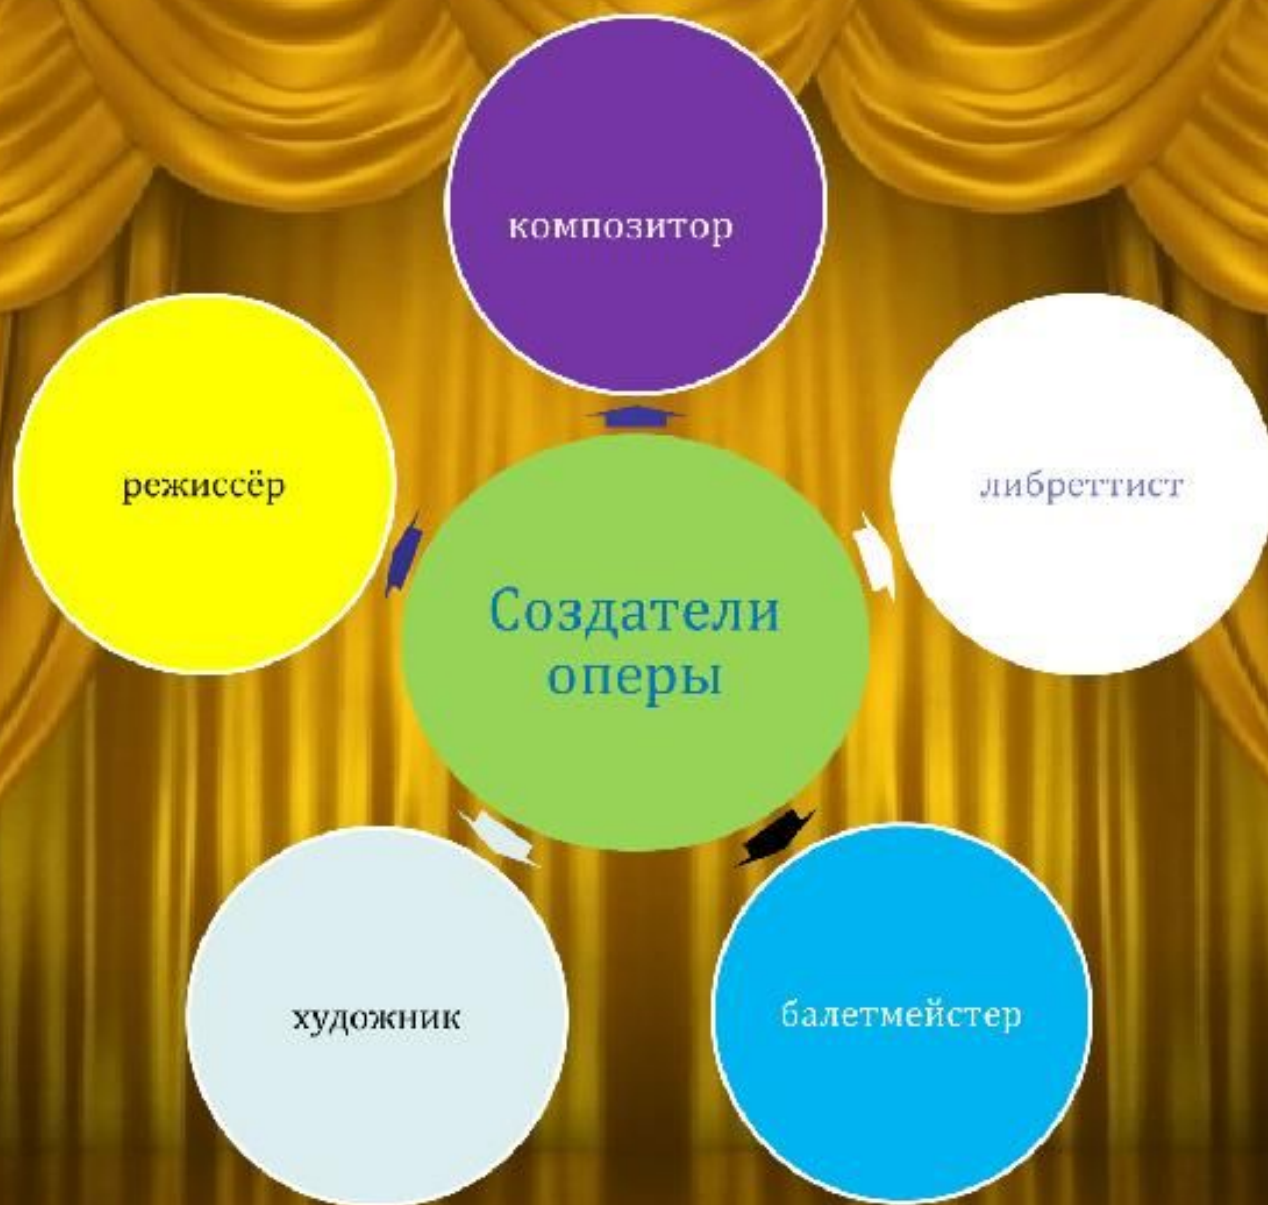 композитор
режиссёр
либреттист
Создатели
оперы
художник
балетмейстер